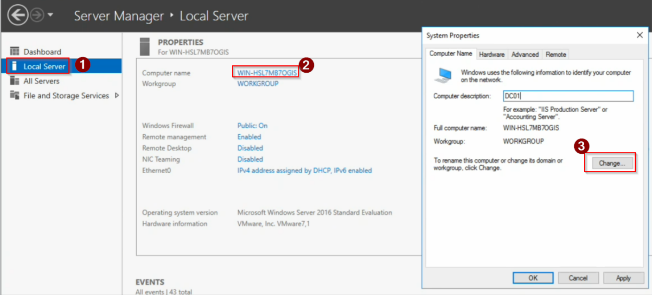 Server Manager ‣ Local Server
Dashboard
Local Server
1
All Servers
File and Storage Services
PROPERTIES
For WIN-HSL7MB7OGIS
Computer name WIN-HSL7MB7OGIS
2
Workgroup WORKGROUP
Windows Firewall Public: On
Remote management Enabled
Remote Desktop Disabled
NIC Teaming Disabled
Ethernet0 IPv4 address assigned by DHCP, IPv6 enabled
Operating system version Microsoft Windows Server 2016 Standard Evaluation
Hardware information VMware, Inc. VMware7,1
EVENTS
All events | 43 total
System Properties
Computer Name Hardware Advanced Remote
Windows uses the following information to identify your computer
on the network.
Computer description: DC01
For example: "IIS Production Server" or
"Accounting Server".
Full computer name: WIN-HSL7MB7OGIS
Workgroup: WORKGROUP
3
To rename this computer or change its domain or
workgroup, click Change.
Change...
OK Cancel Apply